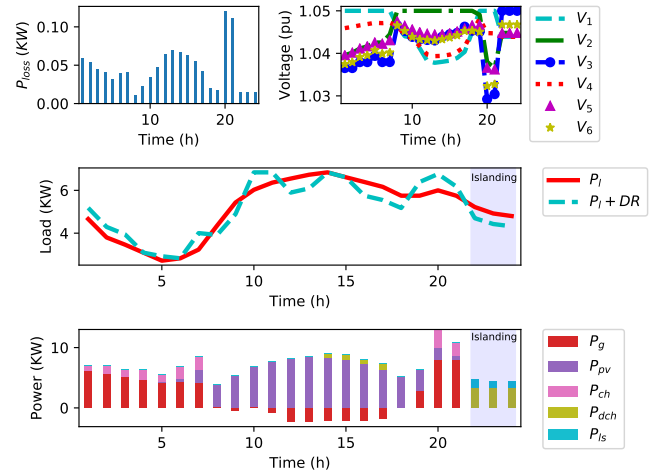 0.10
0.05
0.00
P_loss (KW)
10
20
Time (h)
1.05
1.04
1.03
Voltage (pu)
0
10
20
Time (h)
V_1
V_2
V_3
V_4
V_5
V_6
6
4
Load (KW)
Islanding
5
10
15
20
Time (h)
P_l
P_l + DR
10
0
Power (KW)
Islanding
5
10
15
20
Time (h)
P_g
P_pv
P_ch
P_dch
P_ls